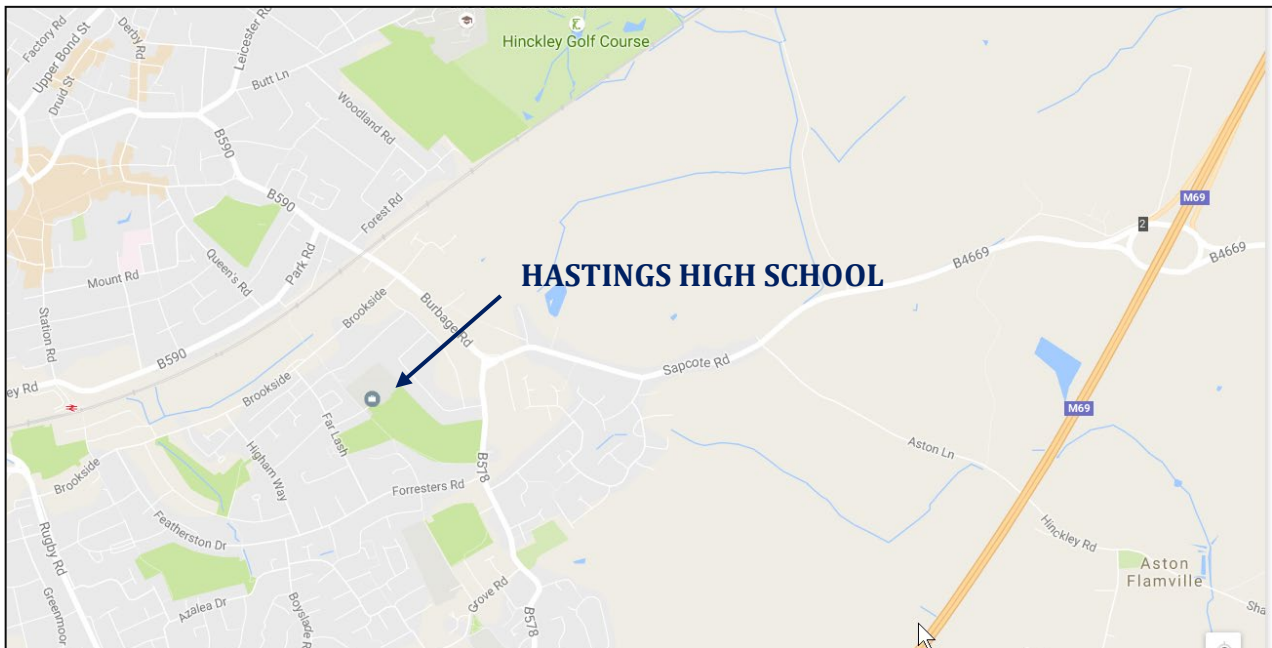 Factory Rd
Upper Bond St
Druid St
Derby Rd
Leicester Rd
Butt Ln
Hinckley Golf Course
Woodland Rd
B590
B590
Forest Rd
Queen's Rd
Park Rd
Mount Rd
Station Rd
Brookside
Burbage Rd
HASTINGS HIGH SCHOOL
M69
2
B4669
B4669
B590
ey Rd
Brookside
Sapcote Rd
M69
Far Lash
Higham Way
Brookside
B578
Forresters Rd
Aston Ln
Rugby Rd
Featherston Dr
Hinckley Rd
Aston
Flamville
Greenmoor
Azalea Dr
Boyslade R
Grove Rd
B578
Sha